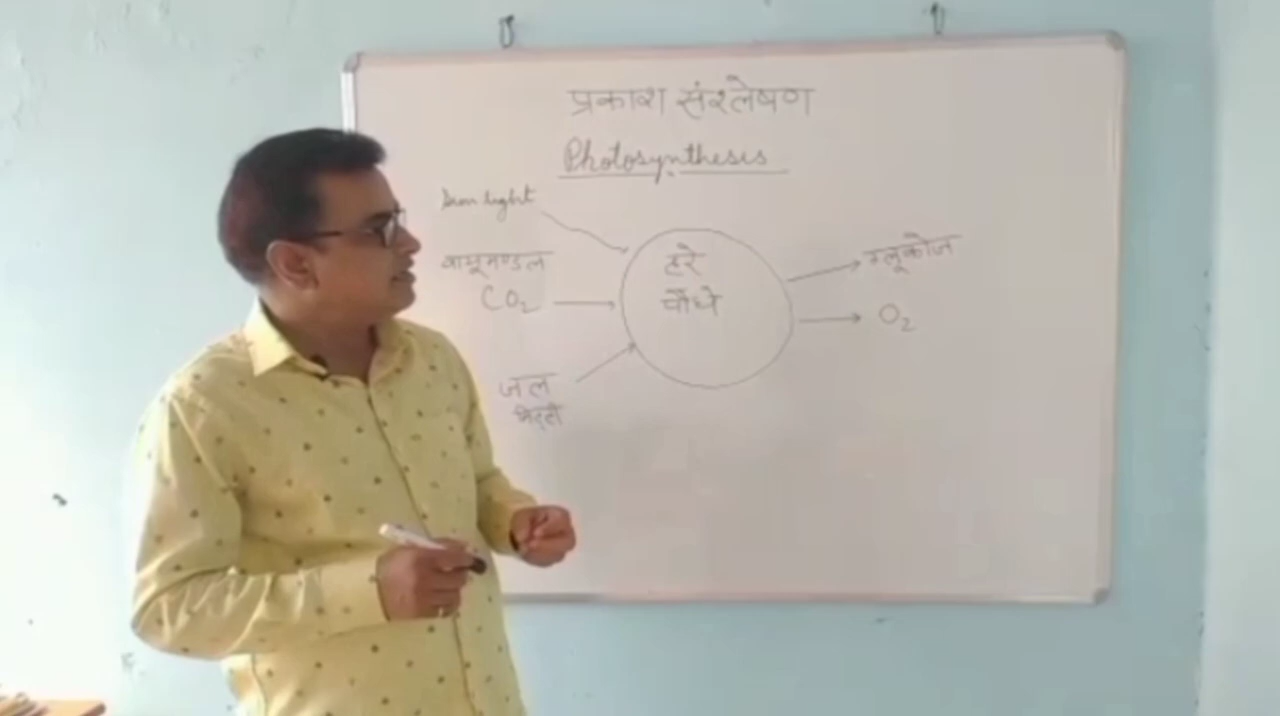 प्रकाश संश्लेषण
Photosynthesis
Sun light
वायुमण्डल
CO₂
जल
मिट्टी
हरे
पौधे
ग्लूकोज
O₂